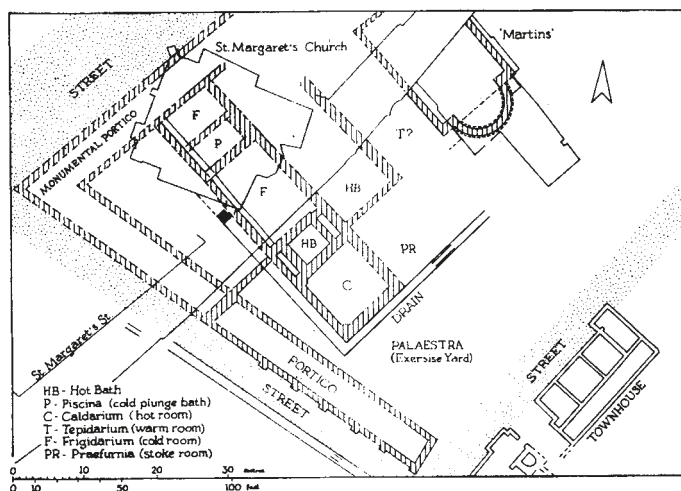 St. Margaret's Church
'Martins'
STREET
MONUMENTAL PORTICO
F
P
F
T?
HB
HB
PR
C
DRAIN
PALAESTRA
(Exersise Yard)
St. Margaret's St
PORTICO
STREET
STREET
TOWNHOUSE
HB - Hot Bath
P - Piscina (cold plunge bath)
C - Caldarium (hot room)
T - Tepidarium (warm room)
F - Frigidarium (cold room)
PR - Praefurnia (stoke room)
0 10 20 30
0 10 50 100 feet